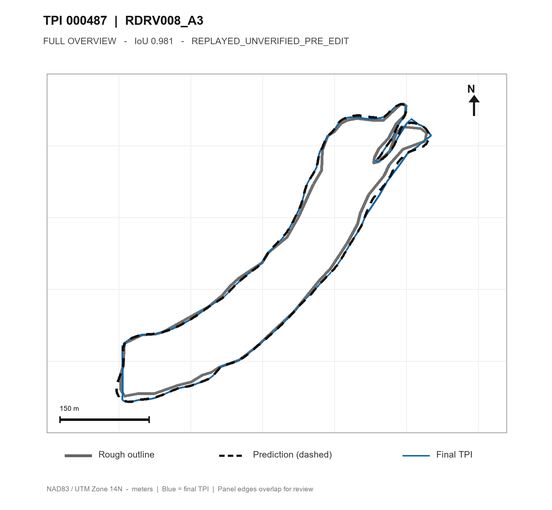 TPI 000487 | RDRV008_A3
FULL OVERVIEW - IoU 0.981 - REPLAYED_UNVERIFIED_PRE_EDIT
N
150 m
Rough outline Prediction (dashed) Final TPI
NAD83 / UTM Zone 14N - meters | Blue = final TPI | Panel edges overlap for review